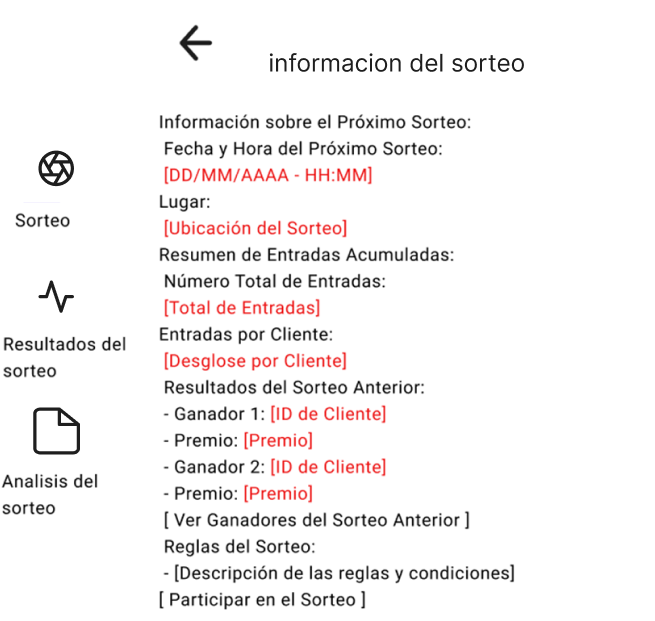 informacion del sorteo
Sorteo
Resultados del
sorteo
Analisis del
sorteo
Información sobre el Próximo Sorteo:
Fecha y Hora del Próximo Sorteo:
[DD/MM/AAAA - HH:MM]
Lugar:
[Ubicación del Sorteo]
Resumen de Entradas Acumuladas:
Número Total de Entradas:
[Total de Entradas]
Entradas por Cliente:
[Desglose por Cliente]
Resultados del Sorteo Anterior:
- Ganador 1: [ID de Cliente]
- Premio: [Premio]
- Ganador 2: [ID de Cliente]
- Premio: [Premio]
[ Ver Ganadores del Sorteo Anterior ]
Reglas del Sorteo:
- [Descripción de las reglas y condiciones]
[ Participar en el Sorteo ]